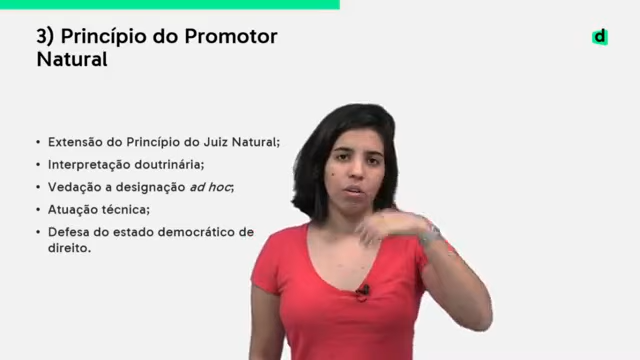 3) Princípio do Promotor
Natural
d
• Extensão do Princípio do Juiz Natural;
• Interpretação doutrinária;
• Vedação a designação ad hoc;
• Atuação técnica;
• Defesa do estado democrático de
direito.